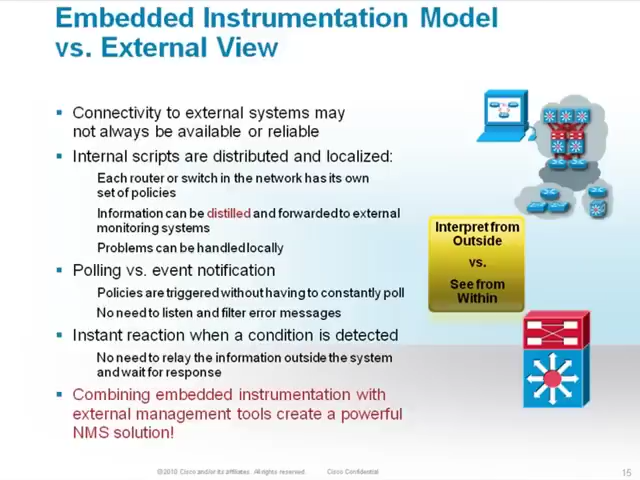 Embedded Instrumentation Model
vs. External View
▪ Connectivity to external systems may
not always be available or reliable
▪ Internal scripts are distributed and localized:
Each router or switch in the network has its own
set of policies
Information can be distilled and forwarded to external
monitoring systems
Problems can be handled locally
▪ Polling vs. event notification
Policies are triggered without having to constantly poll
No need to listen and filter error messages
▪ Instant reaction when a condition is detected
No need to relay the information outside the system
and wait for response
▪ Combining embedded instrumentation with
external management tools create a powerful
NMS solution!
Interpret from
Outside
vs.
See from
Within
© 2010 Cisco and/or its affiliates. All rights reserved.
Cisco Confidential
15